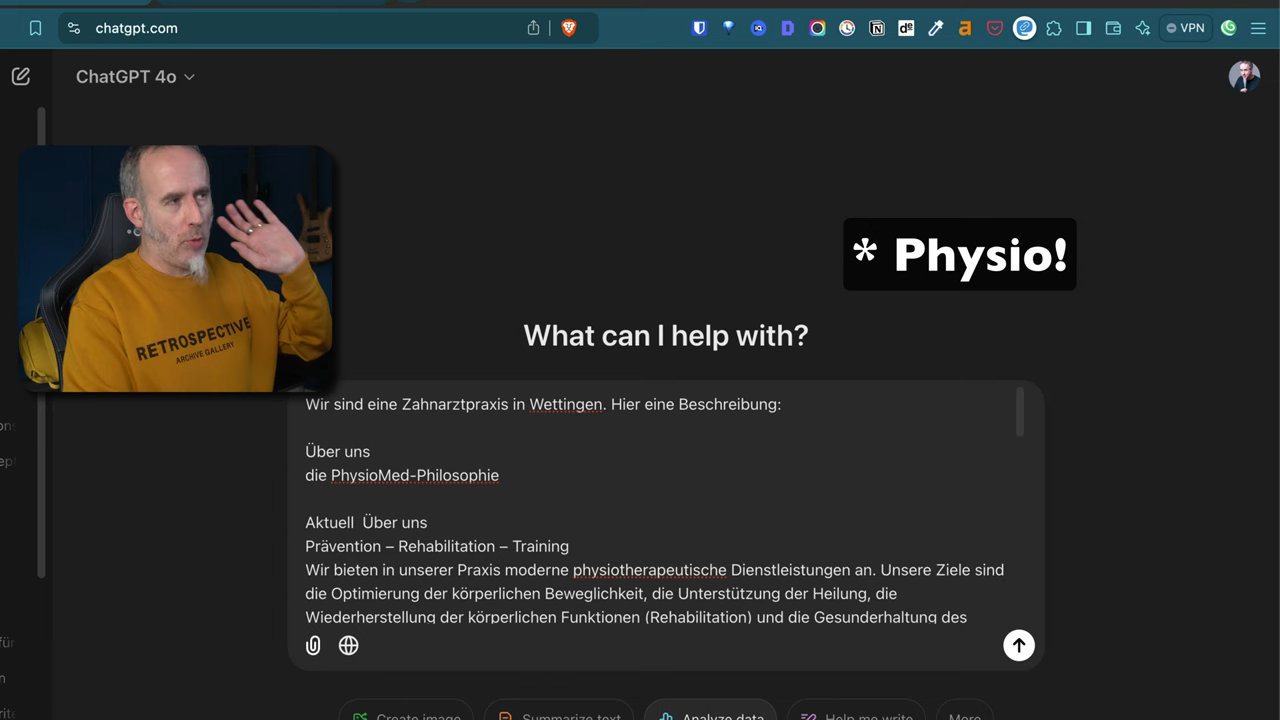 chatgpt.com
VPN
ChatGPT 4o
* Physio!
RETROSPECTIVE
ARCHIVE GALLERY
What can I help with?
Wir sind eine Zahnarztpraxis in Wettingen. Hier eine Beschreibung:
Über uns
die PhysioMed-Philosophie
Aktuell  Über uns
Prävention – Rehabilitation – Training
Wir bieten in unserer Praxis moderne physiotherapeutische Dienstleistungen an. Unsere Ziele sind
die Optimierung der körperlichen Beweglichkeit, die Unterstützung der Heilung, die
Wiederherstellung der körperlichen Funktionen (Rehabilitation) und die Gesunderhaltung des
Create image Summarize text Analyze data Help me write More